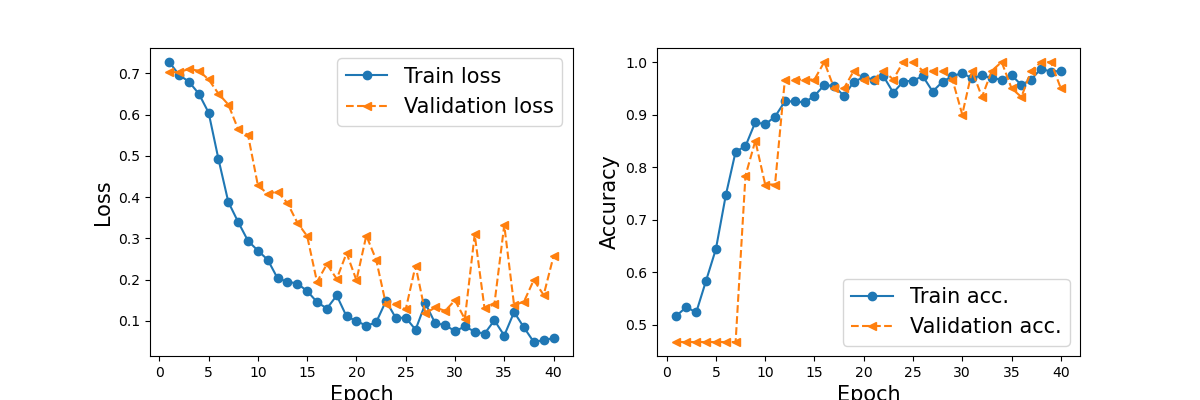 Train loss
Validation loss
0.7
0.6
0.5
0.4
0.3
0.2
0.1
Loss
0 5 10 15 20 25 30 35 40
Epoch
1.0
0.9
0.8
0.7
0.6
0.5
Accuracy
Train acc.
Validation acc.
0 5 10 15 20 25 30 35 40
Epoch